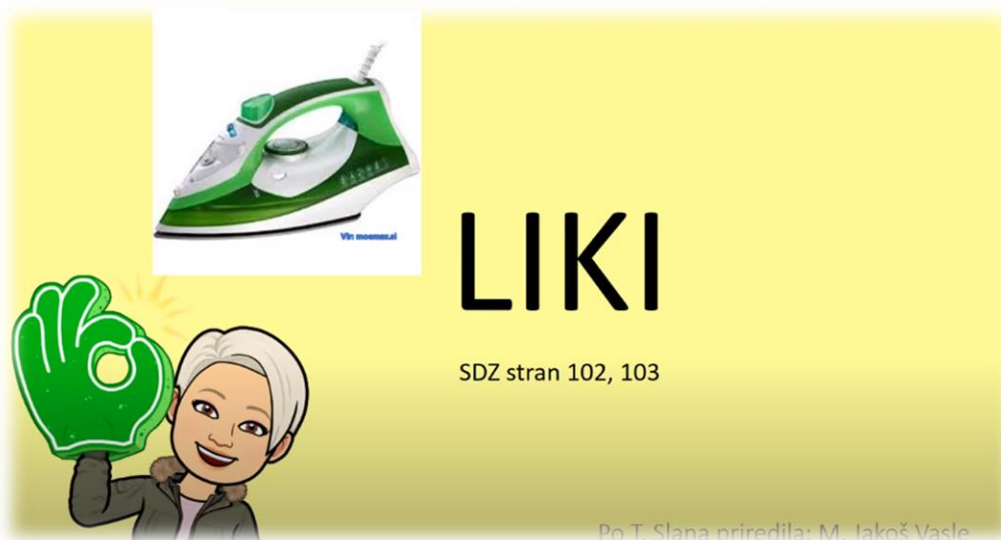 Vir: moemax.si
LIKI
SDZ stran 102, 103
Po T. Slana priredila: M. Jakoš Vasle